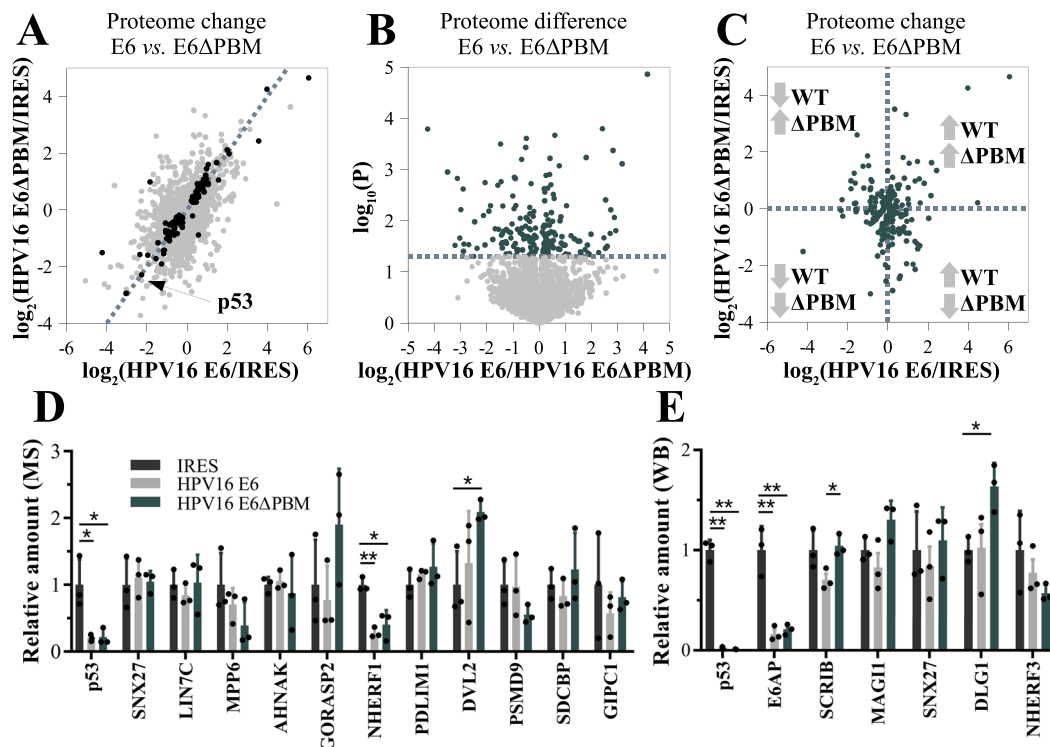 A
Proteome change
E6 vs. E6ΔPBM
log2(HPV16 E6ΔPBM/IRES)
4
2
0
-2
-4
p53
-6
-4
-2
0
2
4
6
log2(HPV16 E6/IRES)
B
Proteome difference
E6 vs. E6ΔPBM
log10(P)
5
4
3
2
1
0
-5
-4
-3
-2
-1
0
1
2
3
4
5
log2(HPV16 E6/HPV16 E6ΔPBM)
C
Proteome change
E6 vs. E6ΔPBM
log2(HPV16 E6ΔPBM/IRES)
4
2
0
-2
-4
WT
ΔPBM
WT
ΔPBM
WT
ΔPBM
WT
ΔPBM
-6
-4
-2
0
2
4
6
log2(HPV16 E6/IRES)
D
Relative amount (MS)
3
2
1
0
IRES
HPV16 E6
HPV16 E6ΔPBM
*
*
*
**
*
p53
SNX27
LIN7C
MPP6
AHNAK
GORASP2
NHERF1
PDLIM1
DVL2
PSMD9
SDCBP
GIPC1
E
Relative amount (WB)
2
1
0
**
**
**
**
*
*
p53
E6AP
SCRIB
MAGI1
SNX27
DLG1
NHERF3